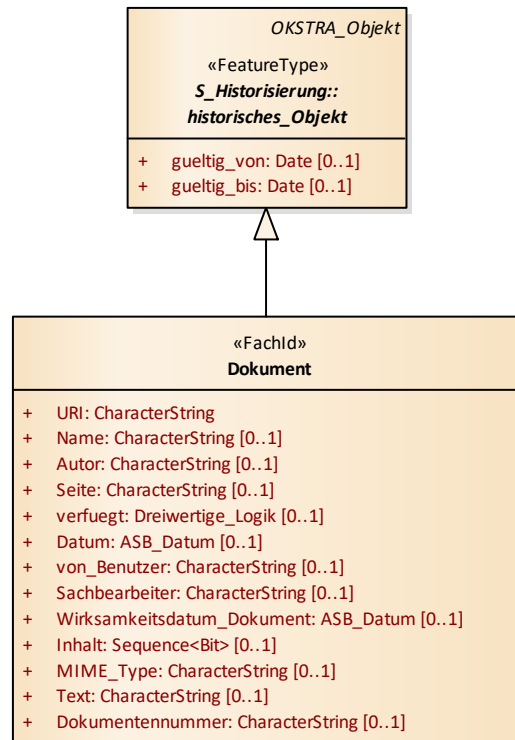 OKSTRA_Objekt
«FeatureType»
S_Historisierung::
historisches_Objekt
+ gueltig_von: Date [0..1]
+ gueltig_bis: Date [0..1]
«FachId»
Dokument
+ URI: CharacterString
+ Name: CharacterString [0..1]
+ Autor: CharacterString [0..1]
+ Seite: CharacterString [0..1]
+ verfuegt: Dreiwertige_Logik [0..1]
+ Datum: ASB_Datum [0..1]
+ von_Benutzer: CharacterString [0..1]
+ Sachbearbeiter: CharacterString [0..1]
+ Wirksamkeitsdatum_Dokument: ASB_Datum [0..1]
+ Inhalt: Sequence<Bit> [0..1]
+ MIME_Type: CharacterString [0..1]
+ Text: CharacterString [0..1]
+ Dokumentennummer: CharacterString [0..1]